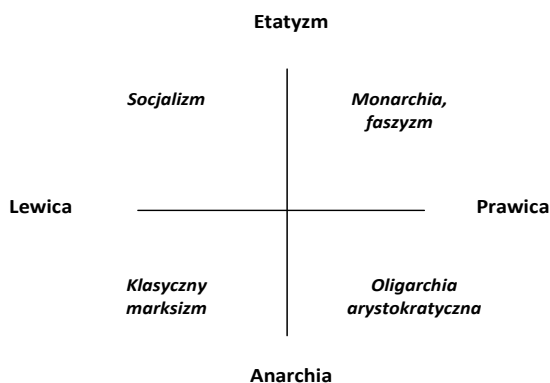 Etatyzm
Socjalizm
Monarchia,
faszyzm
Lewica
Prawica
Klasyczny
marksizm
Oligarchia
arystokratyczna
Anarchia